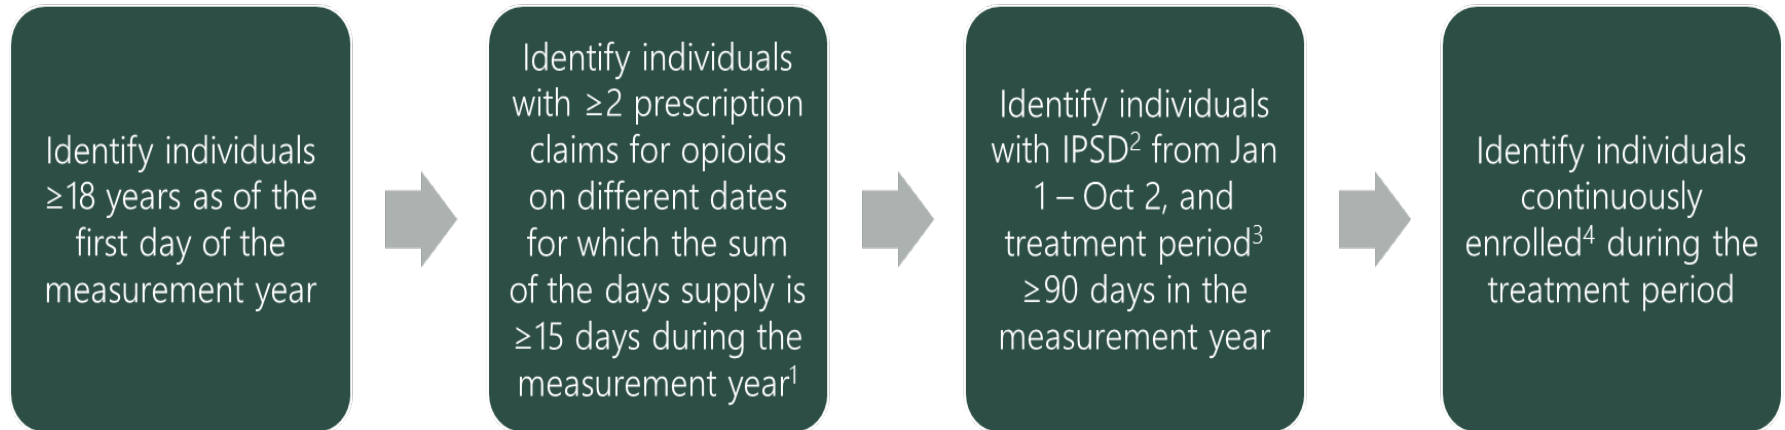 Identify individuals
≥18 years as of the
first day of the
measurement year
Identify individuals
with ≥2 prescription
claims for opioids
on different dates
for which the sum
of the days supply is
≥15 days during the
measurement year¹
Identify individuals
with IPSD² from Jan
1 – Oct 2, and
treatment period³
≥90 days in the
measurement year
Identify individuals
continuously
enrolled⁴ during the
treatment period